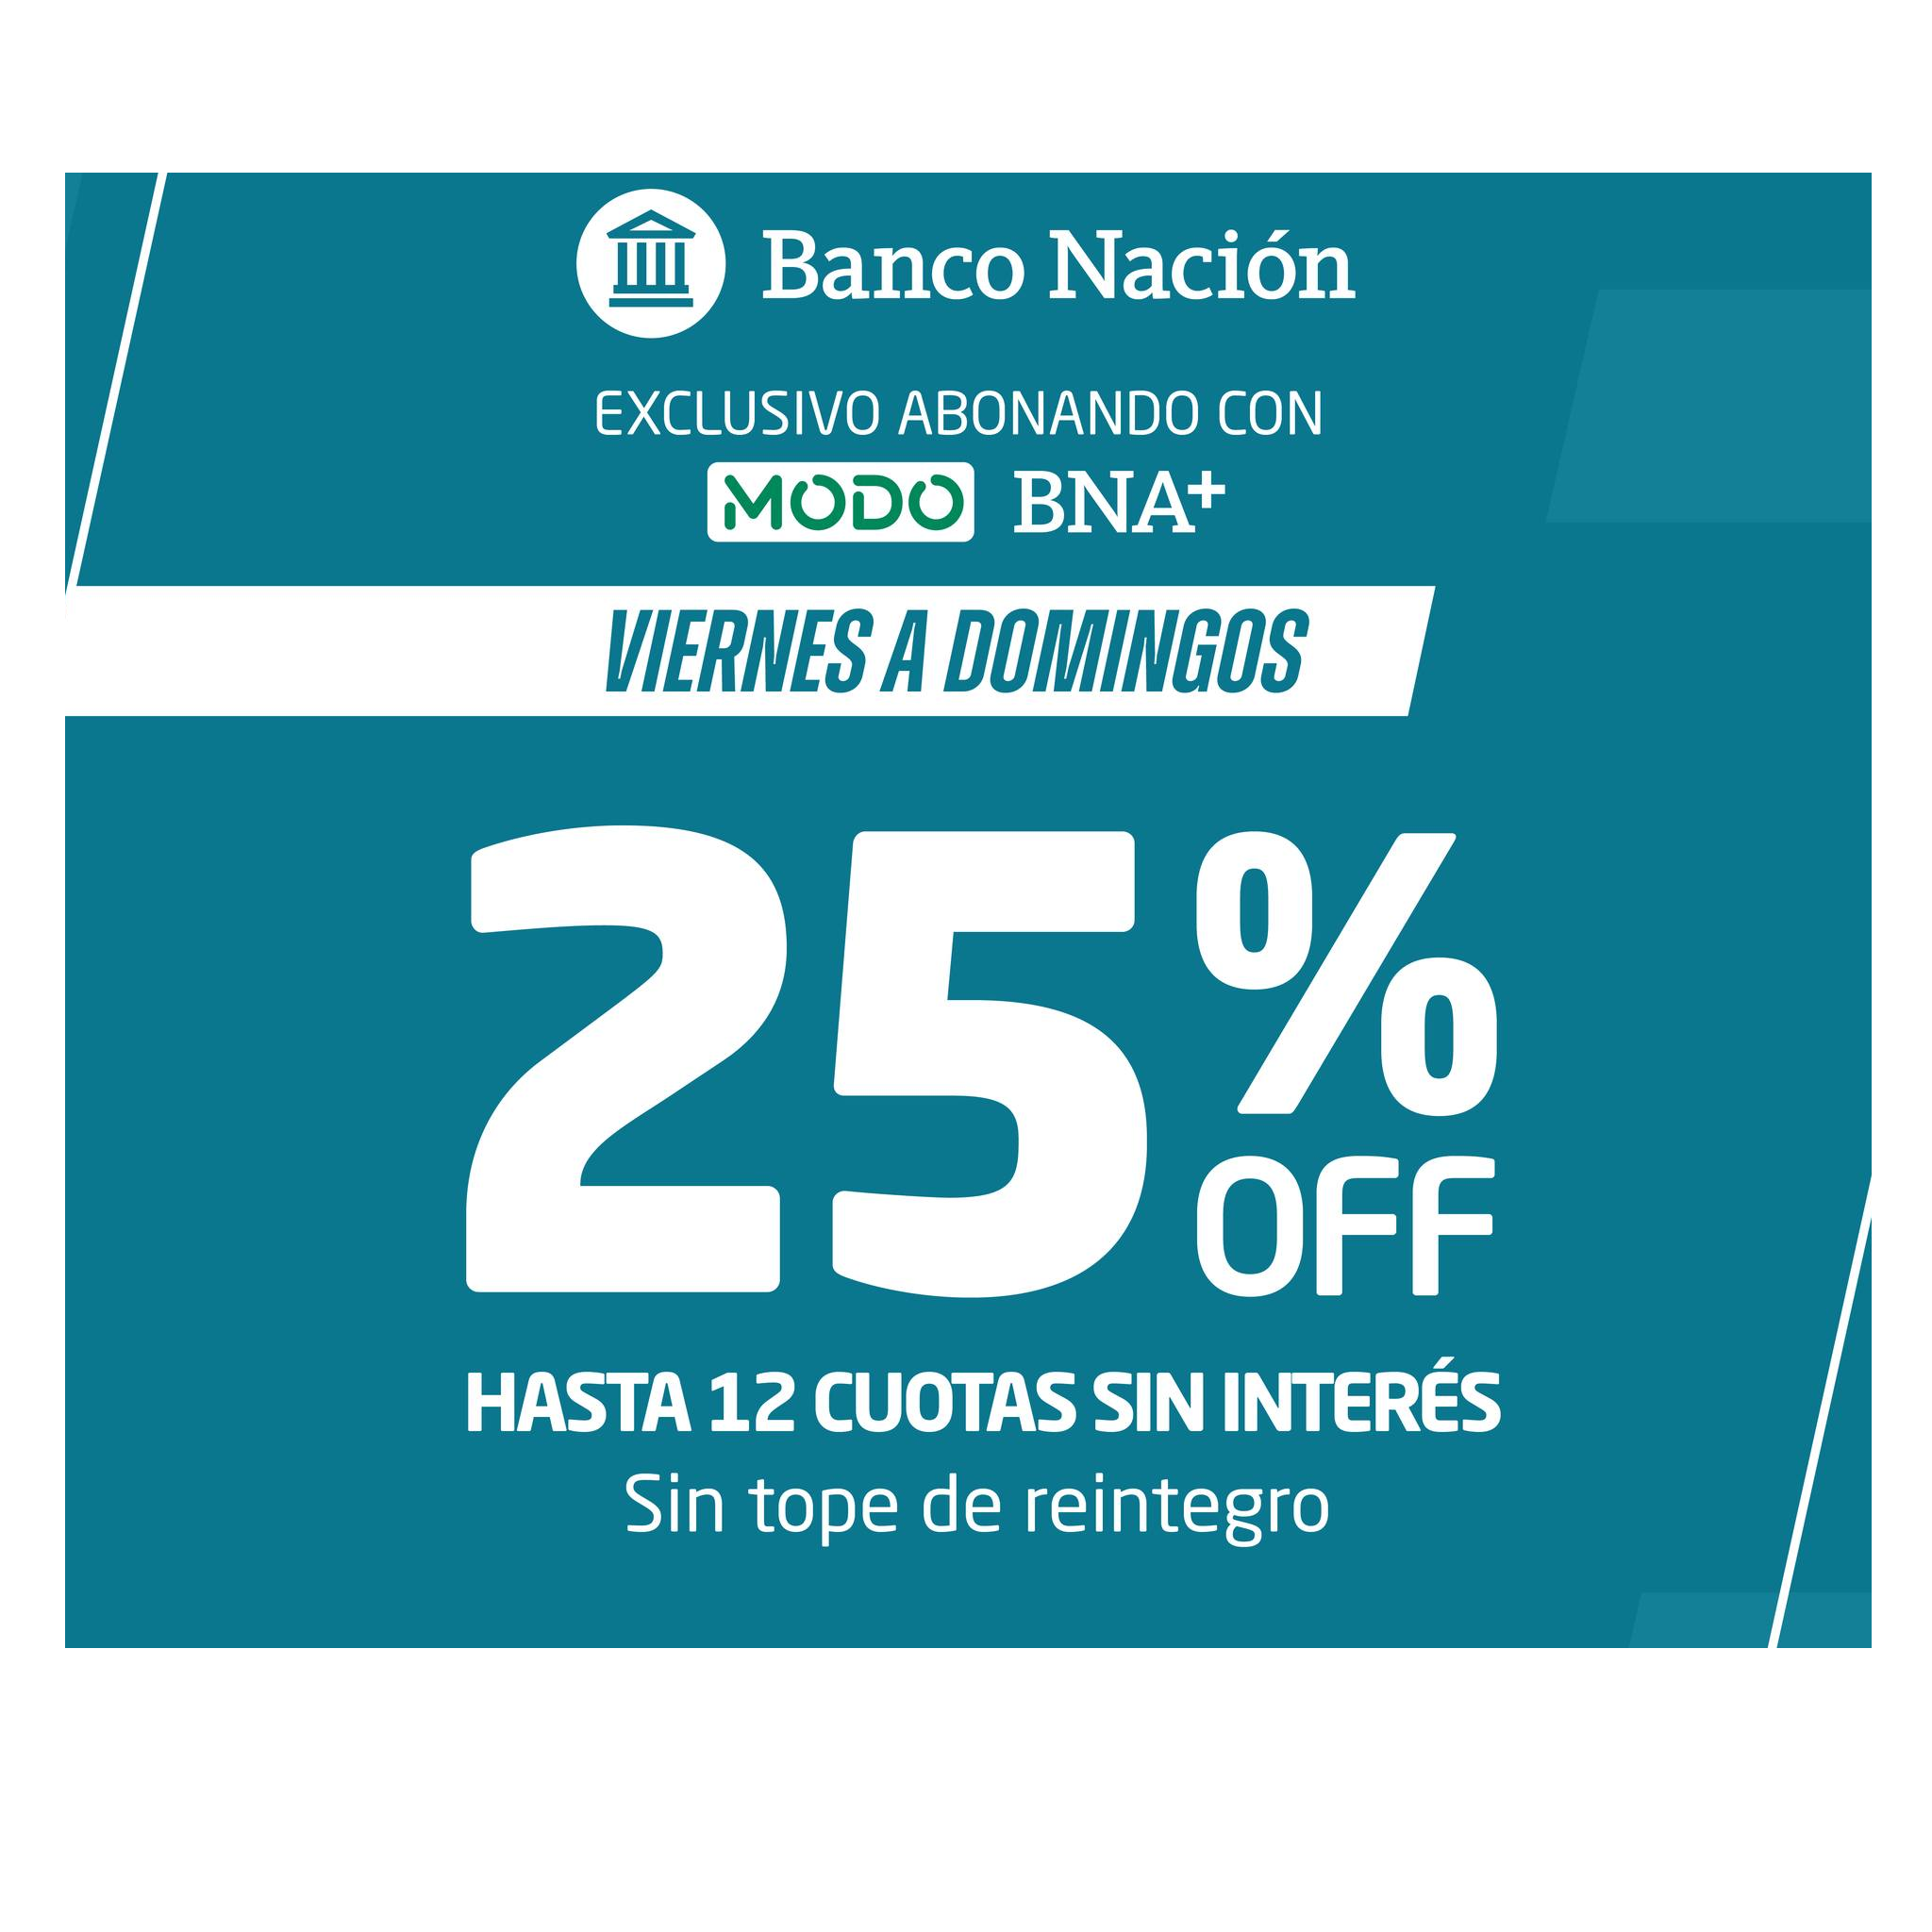 Banco Nación
EXCLUSIVO ABONANDO CON
MODO BNA+
VIERNES A DOMINGOS
25%
OFF
HASTA 12 CUOTAS SIN INTERÉS
Sin tope de reintegro